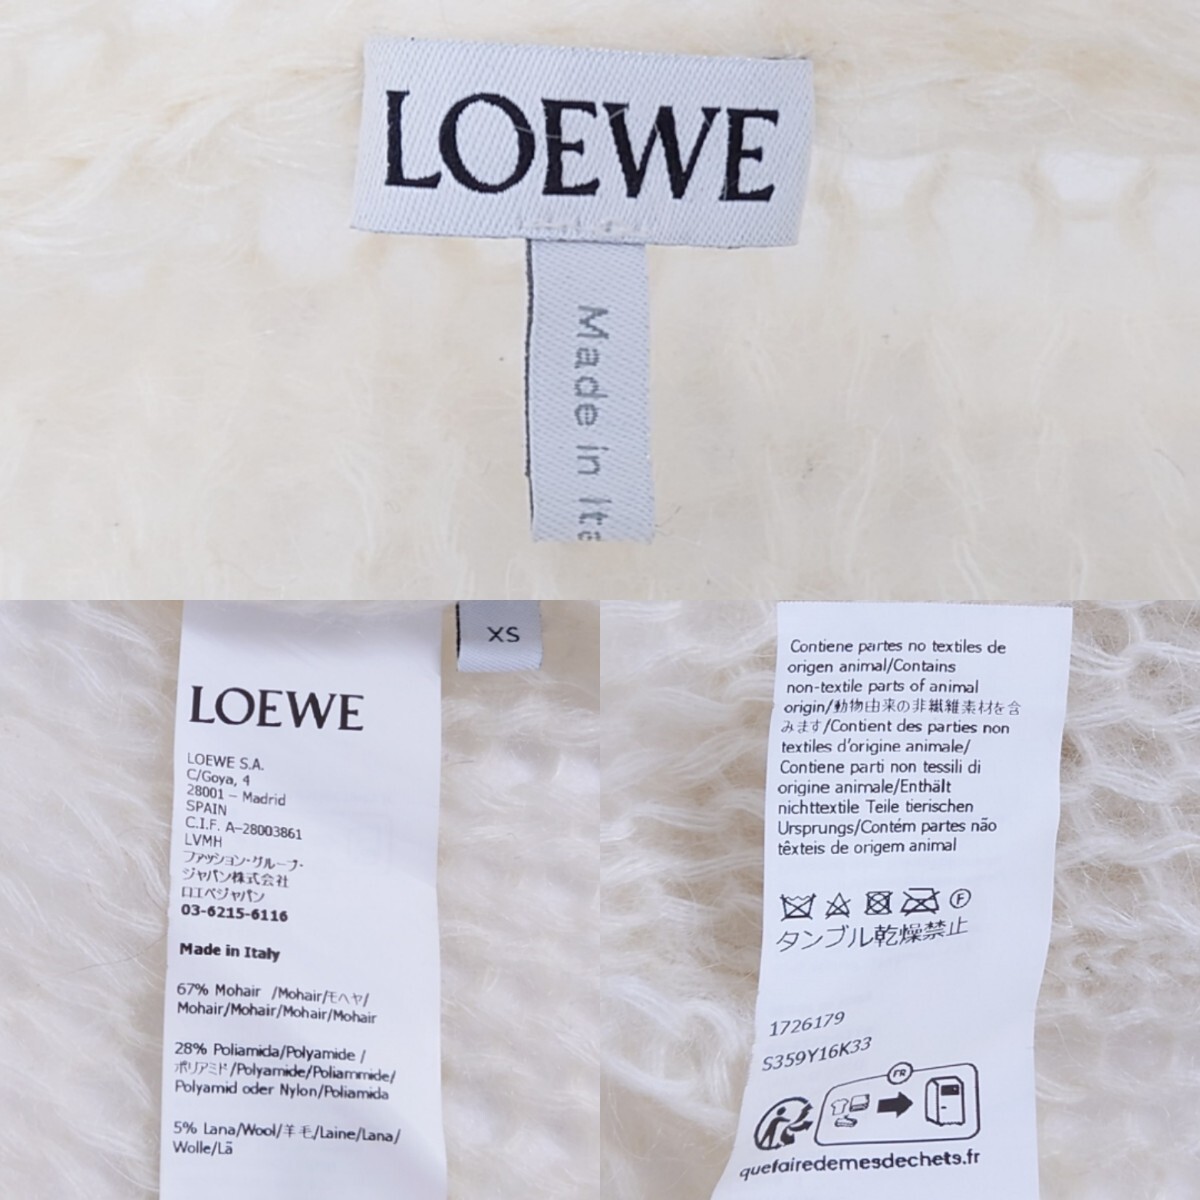 LOEWE
Made in Ita
XS
LOEWE
LOEWE S.A.
C/Goya, 4
28001 – Madrid
SPAIN
C.I.F. A-28003861
LVMH
ファッション・グループ・
ジャパン株式会社
ロエベジャパン
03-6215-6116
Made in Italy
67% Mohair /Mohair/モヘヤ/
Mohair/Mohair/Mohair/Mohair
28% Poliamida/Polyamide /
ポリアミド/Polyamide/Poliammide/
Polyamid oder Nylon/Poliamida
5% Lana/Wool/羊毛/Laine/Lana/
Wolle/Lã
Contiene partes no textiles de
origen animal/Contains
non-textile parts of animal
origin/動物由来の非繊維素材を含
みます/Contient des parties non
textiles d'origine animale/
Contiene parti non tessili di
origine animale/Enthält
nichttextile Teile tierischen
Ursprungs/Contém partes não
têxteis de origem animal
F
タンブル乾燥禁止
1726179
S359Y16K33
FR
quefairedemesdechets.fr